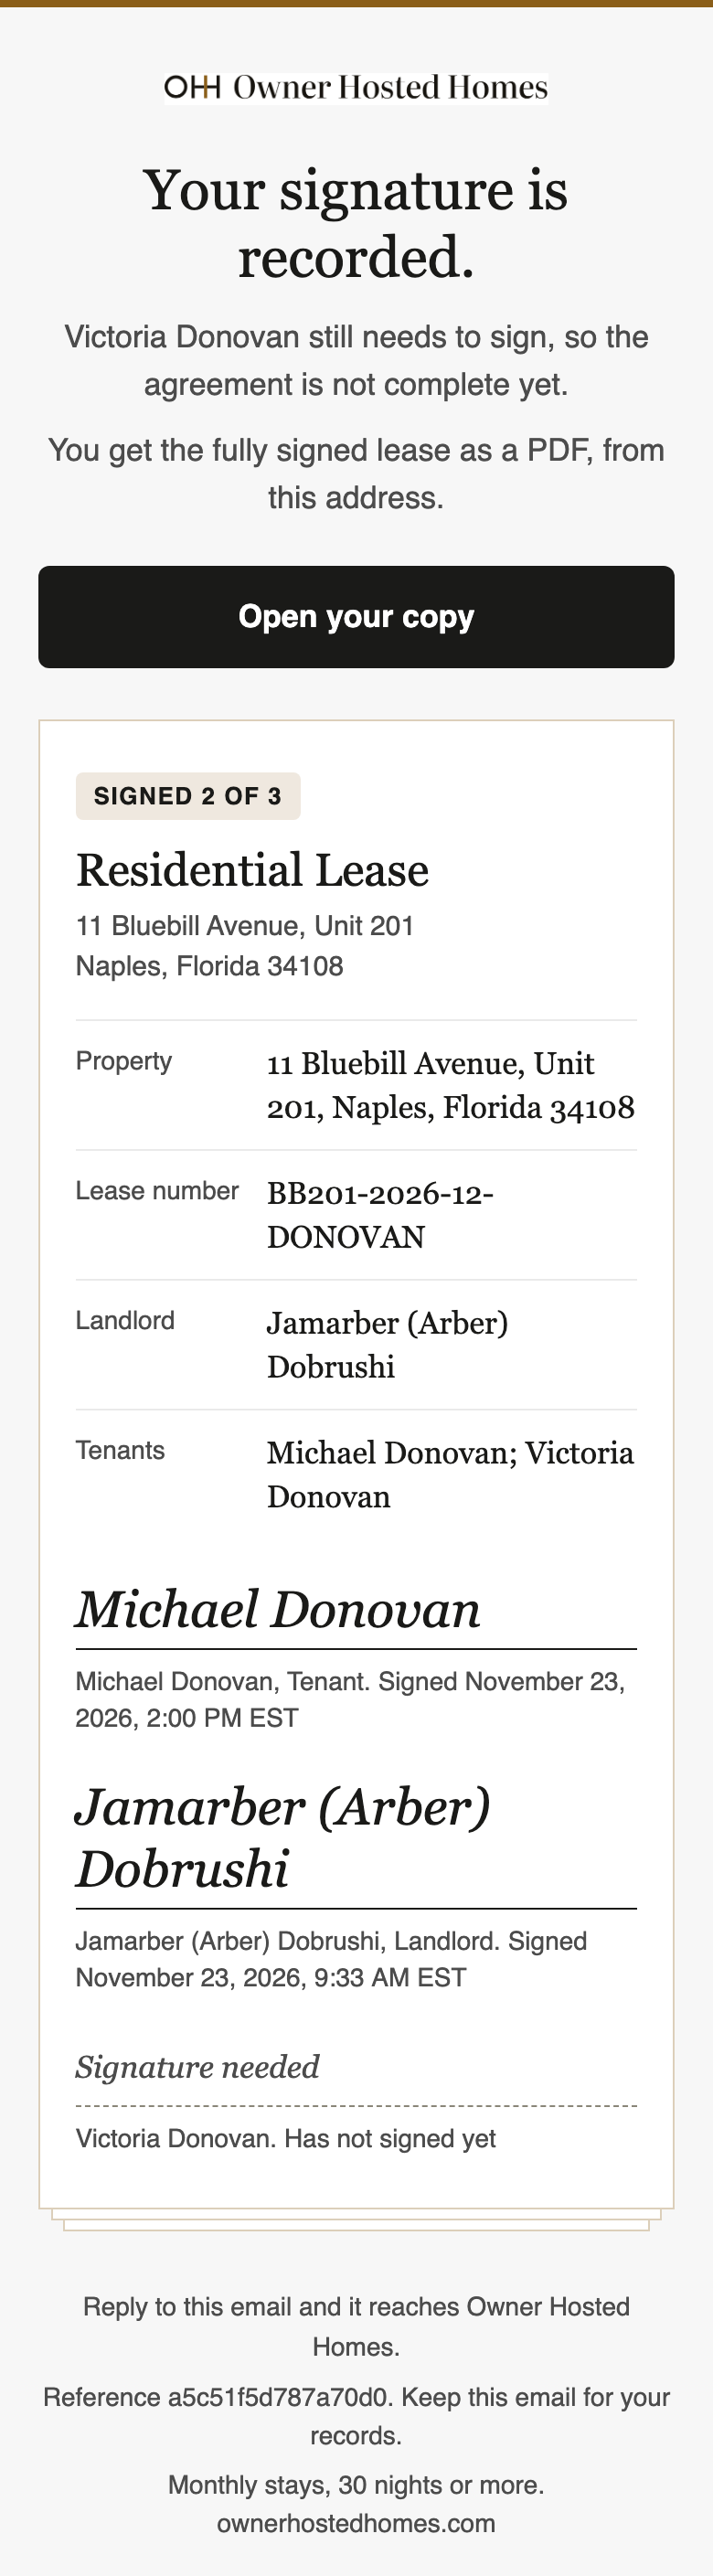 OHH Owner Hosted Homes
Your signature is
recorded.
Victoria Donovan still needs to sign, so the
agreement is not complete yet.
You get the fully signed lease as a PDF, from
this address.
Open your copy
SIGNED 2 OF 3
Residential Lease
11 Bluebill Avenue, Unit 201
Naples, Florida 34108
Property
11 Bluebill Avenue, Unit
201, Naples, Florida 34108
Lease number
BB201-2026-12-
DONOVAN
Landlord
Jamarber (Arber)
Dobrushi
Tenants
Michael Donovan; Victoria
Donovan
Michael Donovan
Michael Donovan, Tenant. Signed November 23,
2026, 2:00 PM EST
Jamarber (Arber)
Dobrushi
Jamarber (Arber) Dobrushi, Landlord. Signed
November 23, 2026, 9:33 AM EST
Signature needed
Victoria Donovan. Has not signed yet
Reply to this email and it reaches Owner Hosted
Homes.
Reference a5c51f5d787a70d0. Keep this email for your
records.
Monthly stays, 30 nights or more.
ownerhostedhomes.com